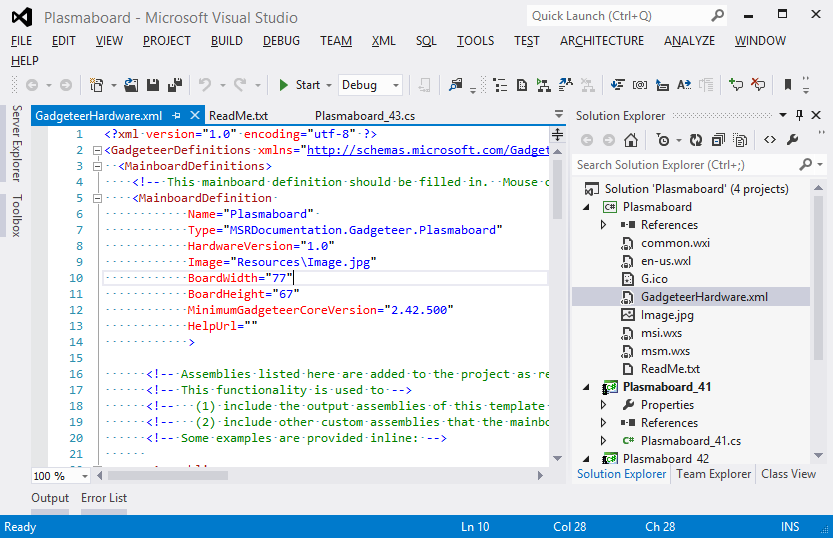 Plasmaboard - Microsoft Visual Studio
Quick Launch (Ctrl+Q)
FILE EDIT VIEW PROJECT BUILD DEBUG TEAM XML SQL TOOLS TEST ARCHITECTURE ANALYZE WINDOW
HELP
Start Debug
Server Explorer
Toolbox
GadgeteerHardware.xml ReadMe.txt Plasmaboard_43.cs
1 <?xml version="1.0" encoding="utf-8" ?>
2 <GadgeteerDefinitions xmlns="http://schemas.microsoft.com/Gadget
3 <MainboardDefinitions>
4 <!-- This mainboard definition should be filled in. Mouse
5 <MainboardDefinition
6 Name="Plasmaboard"
7 Type="MSRDocumentation.Gadgeteer.Plasmaboard"
8 HardwareVersion="1.0"
9 Image="Resources\Image.jpg"
10 BoardWidth="77"
11 BoardHeight="67"
12 MinimumGadgeteerCoreVersion="2.42.500"
13 HelpUrl=""
14 >
15
16 <!-- Assemblies listed here are added to the project as re
17 <!-- This functionality is used to -->
18 <!-- (1) include the output assemblies of this template
19 <!-- (2) include other custom assemblies that the mainbo
20 <!-- Some examples are provided inline: -->
21
100 %
Solution Explorer
Search Solution Explorer (Ctrl+;)
Solution 'Plasmaboard' (4 projects)
Plasmaboard
References
common.wxi
en-us.wxl
G.ico
GadgeteerHardware.xml
Image.jpg
msi.wxs
msm.wxs
ReadMe.txt
Plasmaboard_41
Properties
References
Plasmaboard_41.cs
Plasmaboard_42
Solution Explorer Team Explorer Class View
Output Error List
Ready Ln 10 Col 28 Ch 28 INS